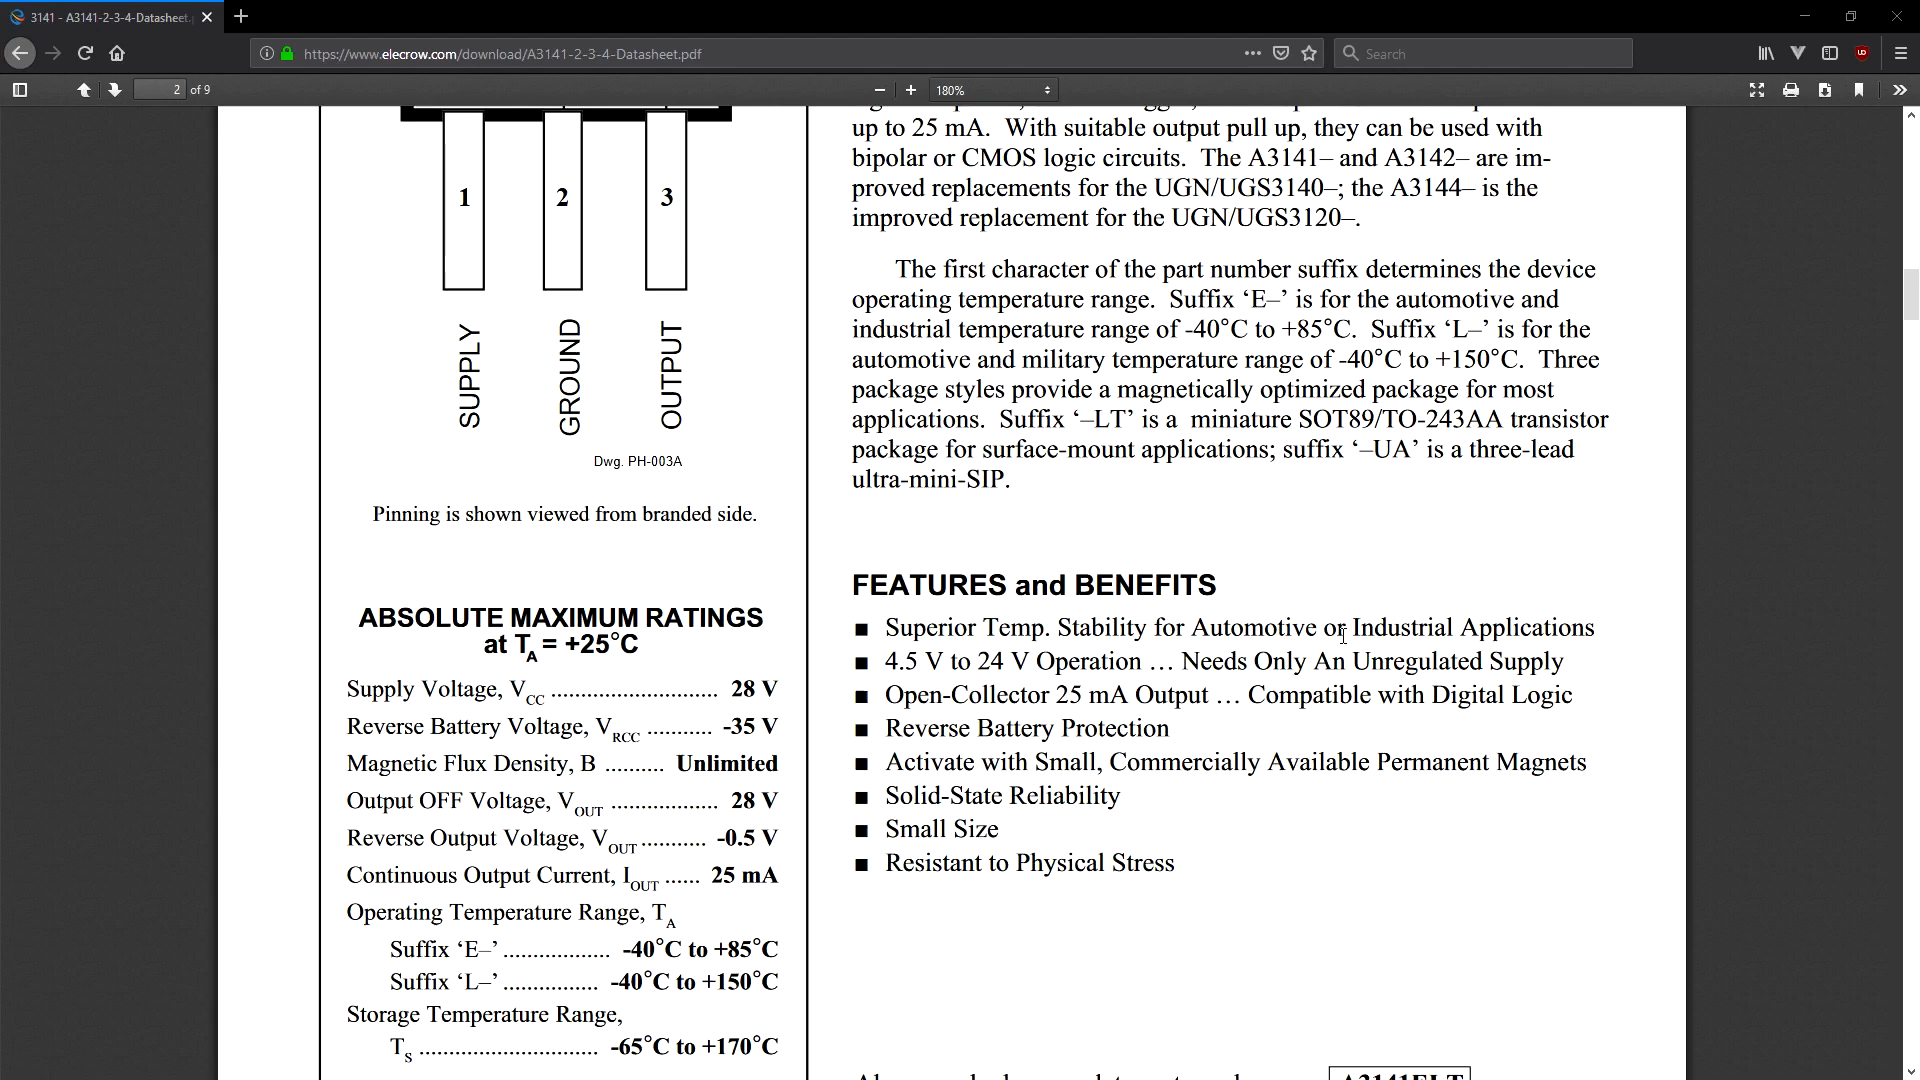 3141 - A3141-2-3-4-Datasheet.
https://www.elecrow.com/download/A3141-2-3-4-Datasheet.pdf
Search
2 of 9
180%
1
2
3
SUPPLY
GROUND
OUTPUT
Dwg. PH-003A
Pinning is shown viewed from branded side.
ABSOLUTE MAXIMUM RATINGS
at TA = +25°C
Supply Voltage, VCC ........................... 28 V
Reverse Battery Voltage, VRCC ........... -35 V
Magnetic Flux Density, B .......... Unlimited
Output OFF Voltage, VOUT .................. 28 V
Reverse Output Voltage, VOUT ........... -0.5 V
Continuous Output Current, IOUT ...... 25 mA
Operating Temperature Range, TA
Suffix ‘E–’ .................. -40°C to +85°C
Suffix ‘L–’ ................ -40°C to +150°C
Storage Temperature Range,
TS .............................. -65°C to +170°C
up to 25 mA. With suitable output pull up, they can be used with
bipolar or CMOS logic circuits. The A3141– and A3142– are im-
proved replacements for the UGN/UGS3140–; the A3144– is the
improved replacement for the UGN/UGS3120–.
The first character of the part number suffix determines the device
operating temperature range. Suffix ‘E–’ is for the automotive and
industrial temperature range of -40°C to +85°C. Suffix ‘L–’ is for the
automotive and military temperature range of -40°C to +150°C. Three
package styles provide a magnetically optimized package for most
applications. Suffix ‘–LT’ is a miniature SOT89/TO-243AA transistor
package for surface-mount applications; suffix ‘–UA’ is a three-lead
ultra-mini-SIP.
FEATURES and BENEFITS
■ Superior Temp. Stability for Automotive or Industrial Applications
■ 4.5 V to 24 V Operation … Needs Only An Unregulated Supply
■ Open-Collector 25 mA Output … Compatible with Digital Logic
■ Reverse Battery Protection
■ Activate with Small, Commercially Available Permanent Magnets
■ Solid-State Reliability
■ Small Size
■ Resistant to Physical Stress
A3141ELT